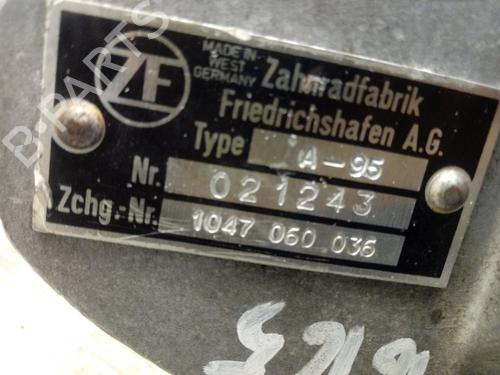 ZF
MADE IN
WEST
GERMANY
Zahnradfabrik
Friedrichshafen A.G.
Type A-95
Nr. 021243
Zchg.-Nr. 1047 060 036
B-PARTS